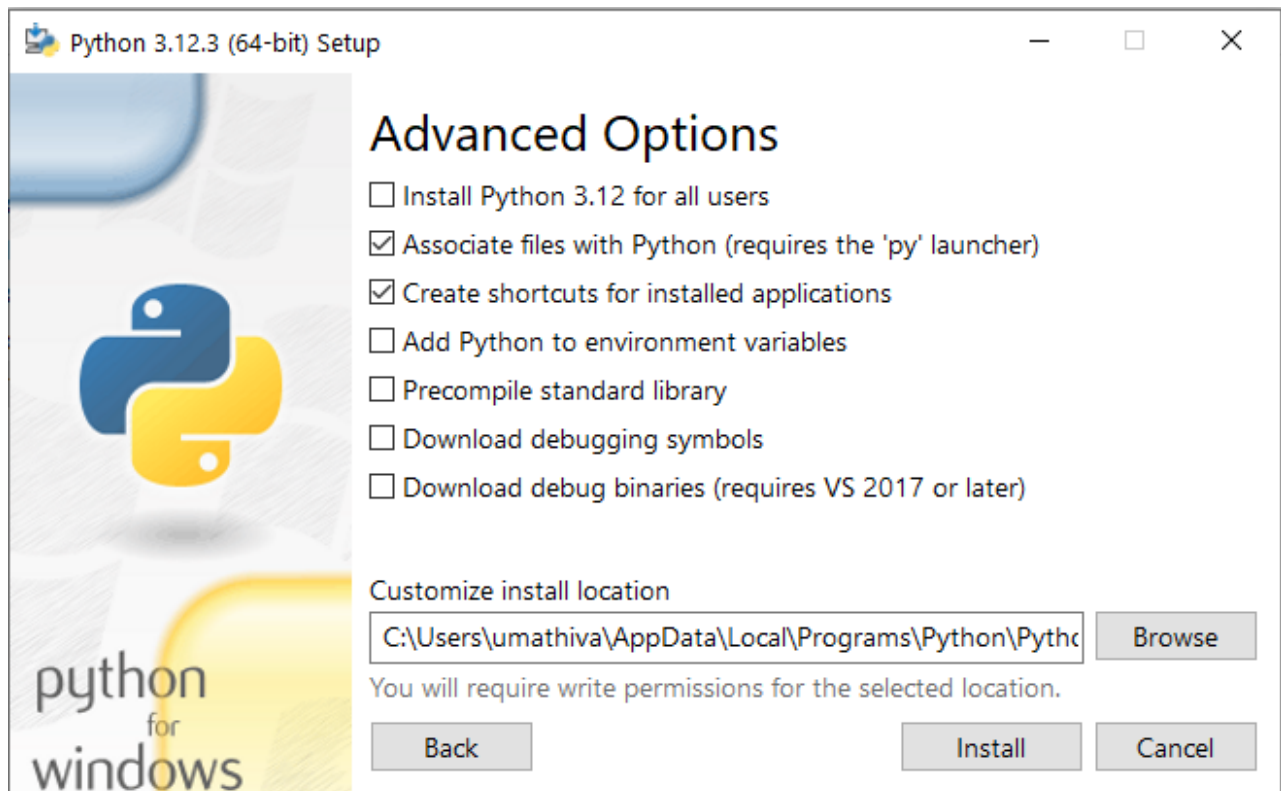 Python 3.12.3 (64-bit) Setup
Advanced Options
Install Python 3.12 for all users
Associate files with Python (requires the 'py' launcher)
Create shortcuts for installed applications
Add Python to environment variables
Precompile standard library
Download debugging symbols
Download debug binaries (requires VS 2017 or later)
Customize install location
C:\Users\umathiva\AppData\Local\Programs\Python\Pytho
Browse
You will require write permissions for the selected location.
Back
Install
Cancel
python
for
windows